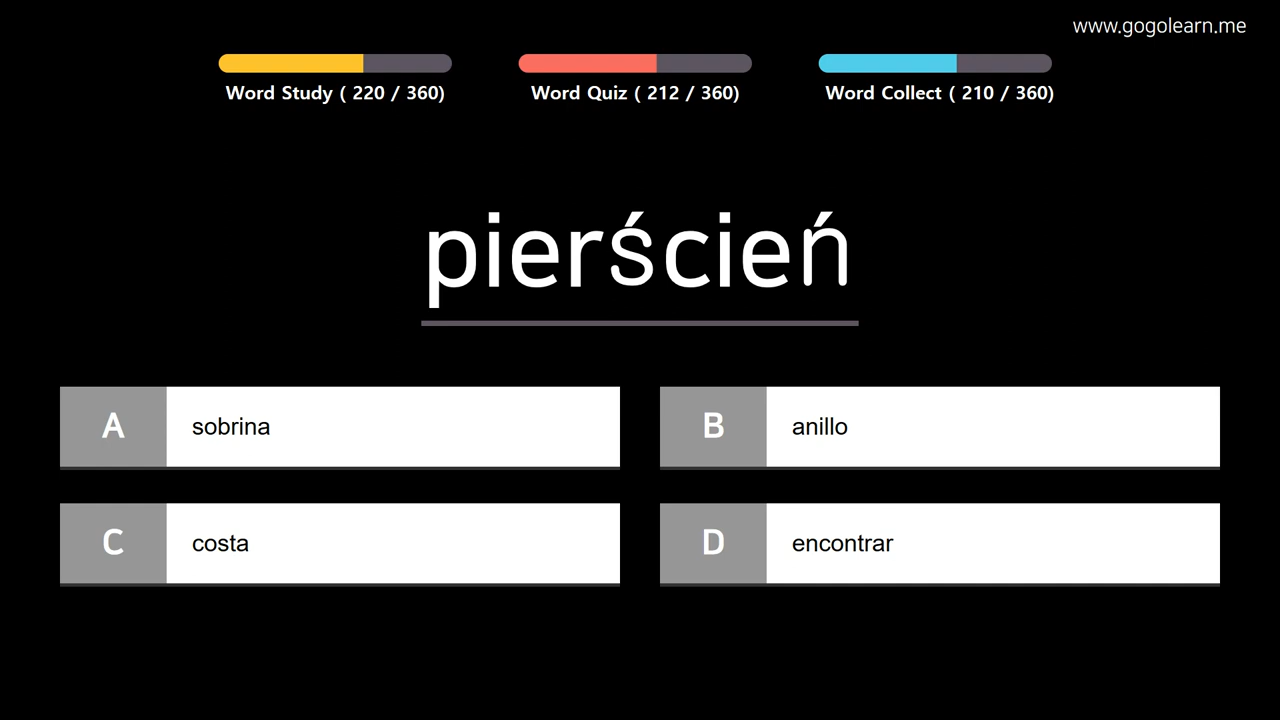 www.gogolearn.me
Word Study ( 220 / 360)
Word Quiz ( 212 / 360)
Word Collect ( 210 / 360)
pierścień
A sobrina
B anillo
C costa
D encontrar